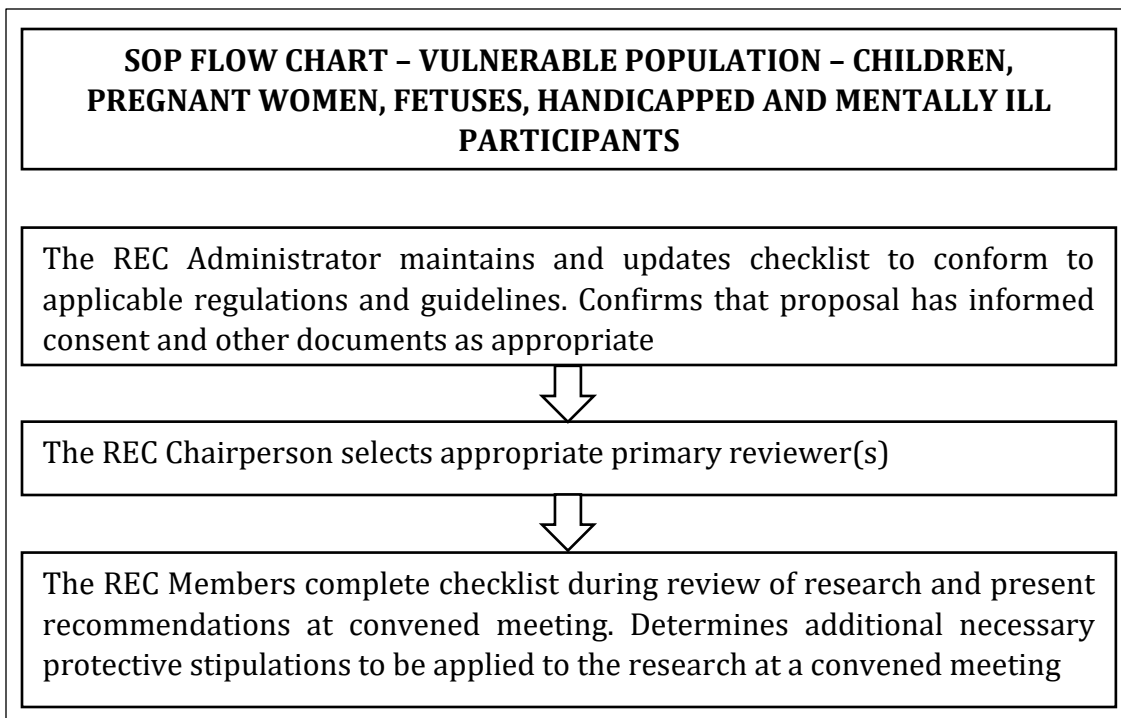 SOP FLOW CHART – VULNERABLE POPULATION – CHILDREN,
PREGNANT WOMEN, FETUSES, HANDICAPPED AND MENTALLY ILL
PARTICIPANTS
The REC Administrator maintains and updates checklist to conform to
applicable regulations and guidelines. Confirms that proposal has informed
consent and other documents as appropriate
The REC Chairperson selects appropriate primary reviewer(s)
The REC Members complete checklist during review of research and present
recommendations at convened meeting. Determines additional necessary
protective stipulations to be applied to the research at a convened meeting